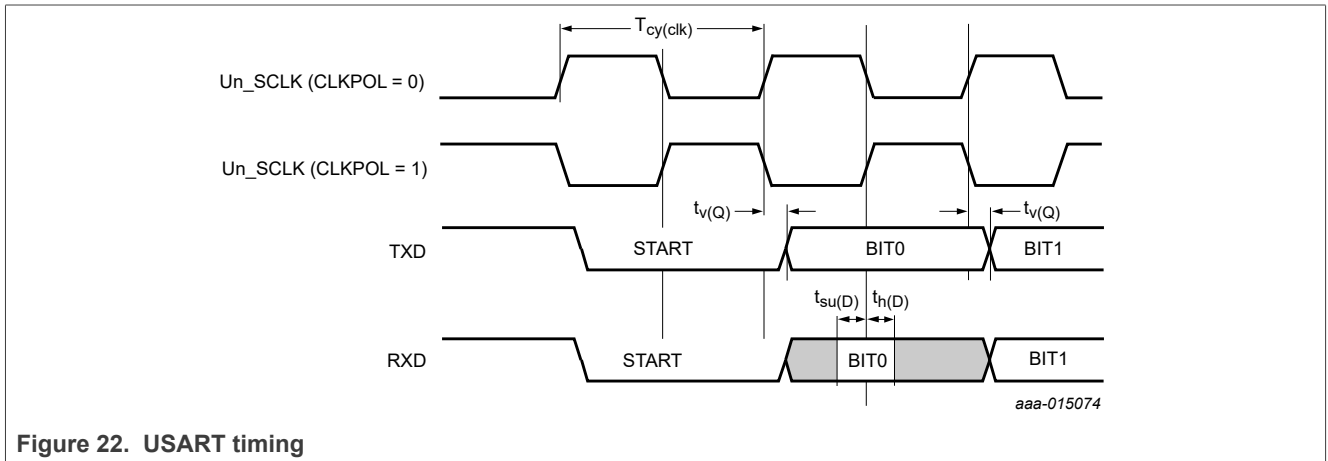 Tcy(clk)
Un_SCLK (CLKPOL = 0)
Un_SCLK (CLKPOL = 1)
tv(Q) tv(Q)
TXD START BIT0 BIT1
tsu(D) th(D)
RXD START BIT0 BIT1
aaa-015074
Figure 22. USART timing